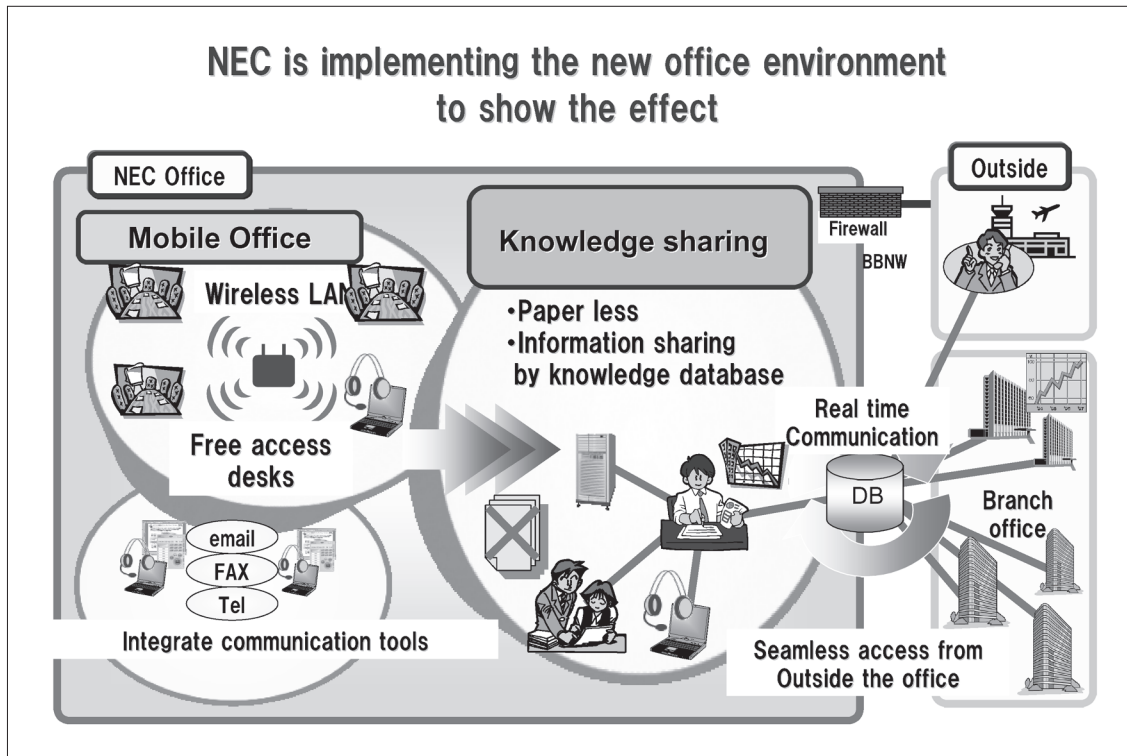 NEC is implementing the new office environment
to show the effect
NEC Office
Mobile Office
Wireless LAN
Free access
desks
email
FAX
Tel
Integrate communication tools
Knowledge sharing
•Paper less
•Information sharing
by knowledge database
Real time
Communication
DB
Seamless access from
Outside the office
Firewall
BBNW
Outside
Branch
office